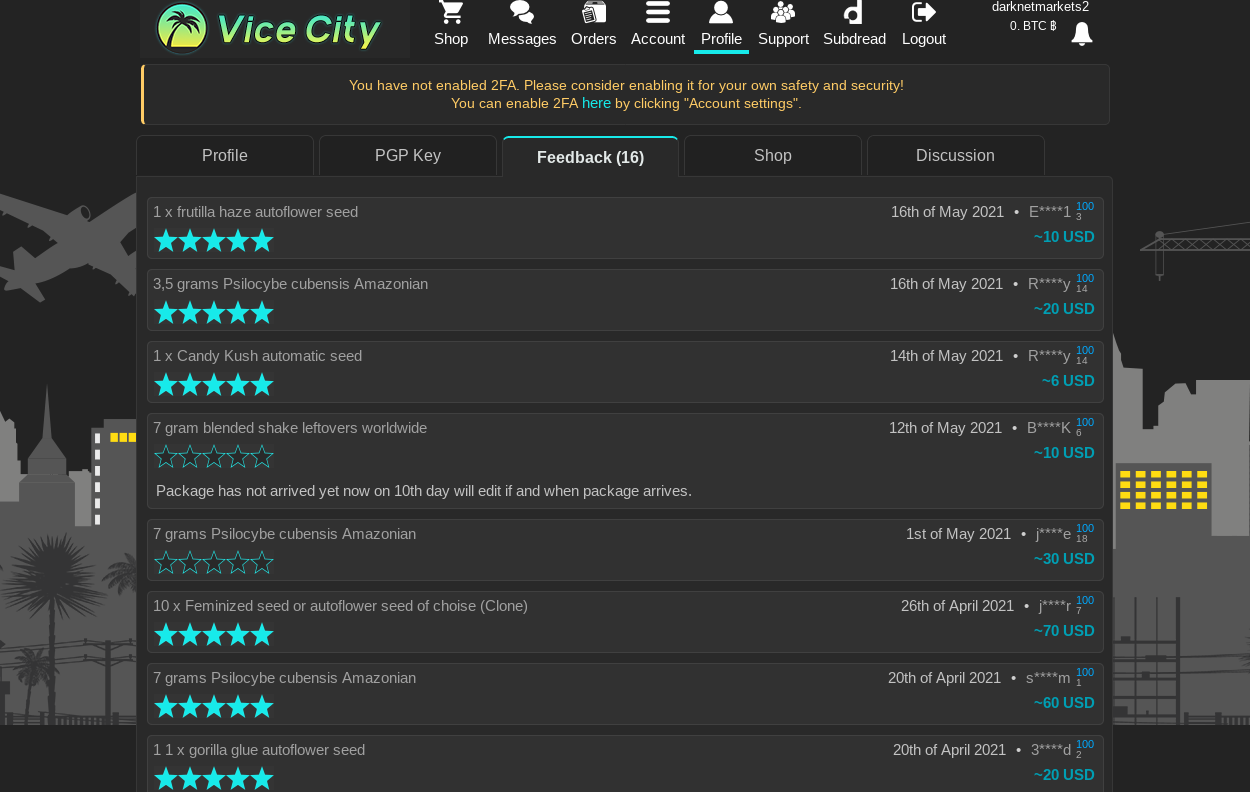 Vice City
Shop Messages Orders Account Profile Support Subdread Logout
darknetmarkets2
0. BTC ฿
You have not enabled 2FA. Please consider enabling it for your own safety and security!
You can enable 2FA here by clicking "Account settings".
Profile PGP Key Feedback (16) Shop Discussion
1 x frutilla haze autoflower seed 16th of May 2021 • E****1 100
3
~10 USD
3,5 grams Psilocybe cubensis Amazonian 16th of May 2021 • R****y 100
14
~20 USD
1 x Candy Kush automatic seed 14th of May 2021 • R****y 100
14
~6 USD
7 gram blended shake leftovers worldwide 12th of May 2021 • B****K 100
6
~10 USD
Package has not arrived yet now on 10th day will edit if and when package arrives.
7 grams Psilocybe cubensis Amazonian 1st of May 2021 • j****e 100
18
~30 USD
10 x Feminized seed or autoflower seed of choise (Clone) 26th of April 2021 • j****r 100
7
~70 USD
7 grams Psilocybe cubensis Amazonian 20th of April 2021 • s****m 100
1
~60 USD
1 1 x gorilla glue autoflower seed 20th of April 2021 • 3****d 100
2
~20 USD